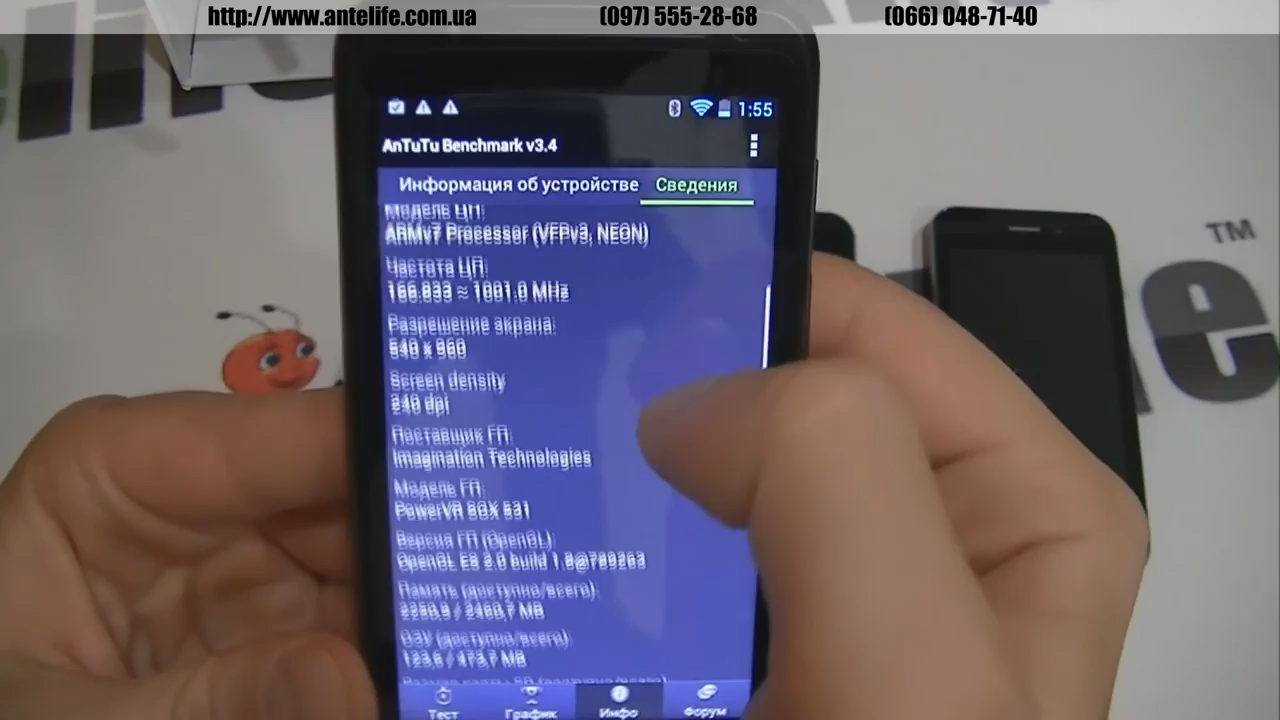 http://www.antelife.com.ua (097) 555-28-68 (066) 048-71-40
1:55
AnTuTu Benchmark v3.4
Информация об устройстве Сведения
Модель ЦП:
ARMv7 Processor (VFPv3, NEON)
Частота ЦП:
166.833 ≈ 1001.0 MHz
Разрешение экрана:
540 x 960
Screen density
240 dpi
Поставщик ГП:
Imagination Technologies
Модель ГП:
PowerVR SGX 531
Версия ГП (OpenGL):
OpenGL ES 2.0 build 1.8@789263
Память (доступно/всего):
2250,9 / 2460,7 MB
ОЗУ (доступно/всего):
123,6 / 473,7 MB
Тест График Инфо Форум
TM
e